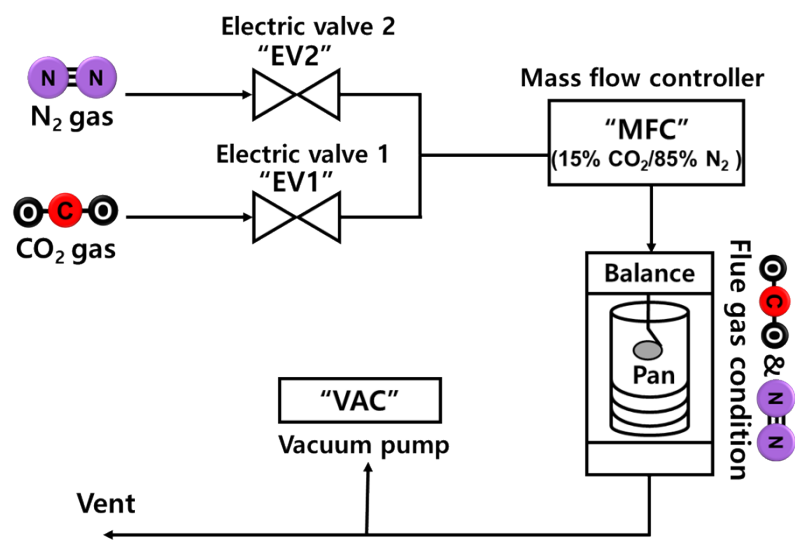 Electric valve 2
“EV2”
N N
N₂ gas
Electric valve 1
“EV1”
O C O
CO₂ gas
Mass flow controller
“MFC”
(15% CO₂/85% N₂ )
Balance
Pan
Flue gas condition
O C O & N N
“VAC”
Vacuum pump
Vent